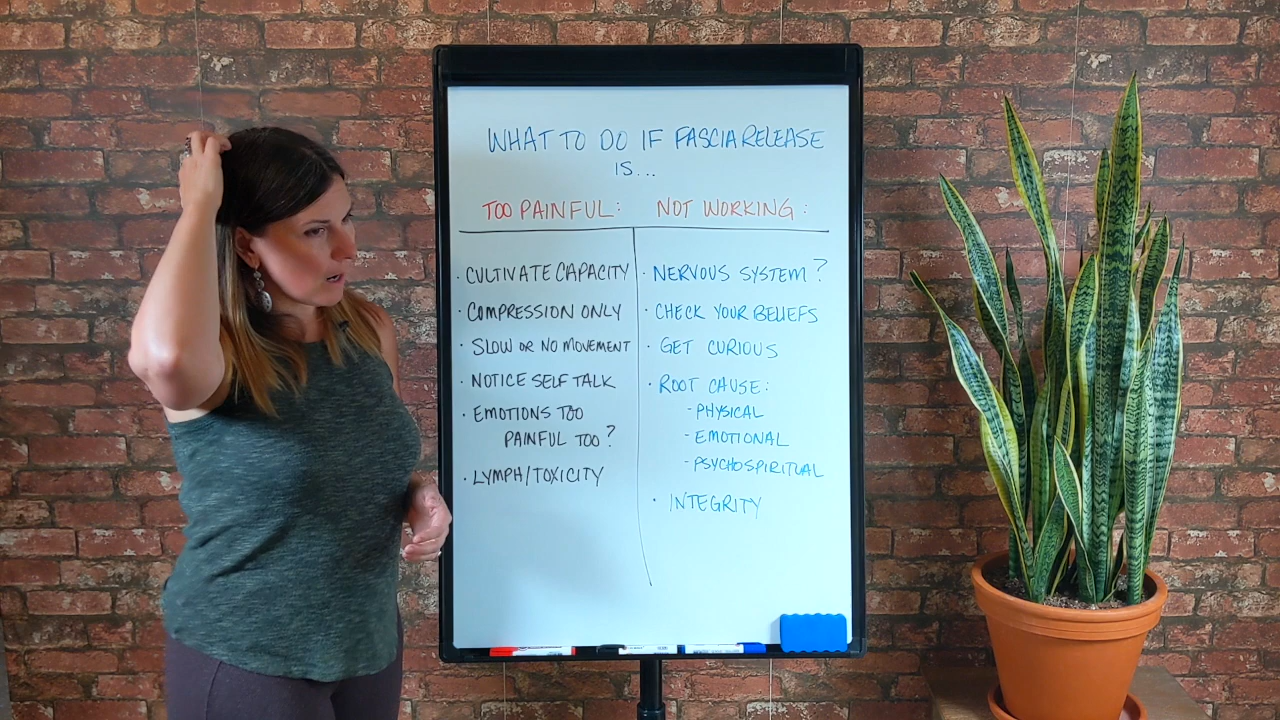 WHAT TO DO IF FASCIA RELEASE
IS...
TOO PAINFUL:
· CULTIVATE CAPACITY
· COMPRESSION ONLY
· SLOW OR NO MOVEMENT
· NOTICE SELF TALK
· EMOTIONS TOO
PAINFUL TOO?
· LYMPH/TOXICITY
NOT WORKING:
· NERVOUS SYSTEM?
· CHECK YOUR BELIEFS
· GET CURIOUS
· ROOT CAUSE:
- PHYSICAL
- EMOTIONAL
- PSYCHOSPIRITUAL
· INTEGRITY